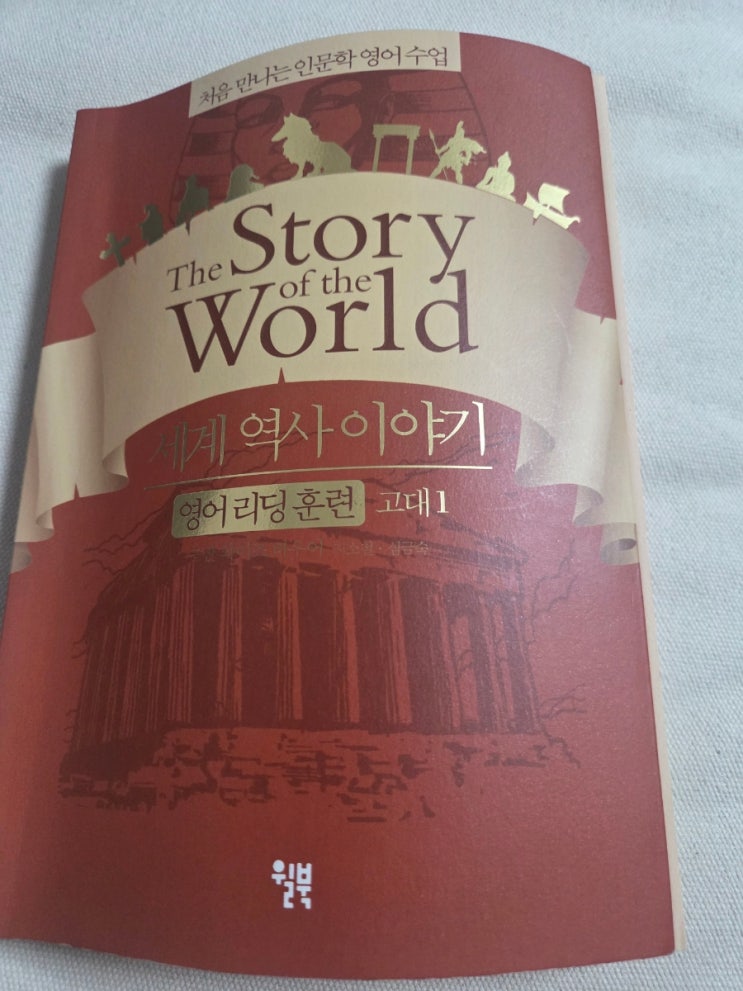 처음 만나는 인문학 영어 수업
The Story
of the
World
세계 역사 이야기
영어 리딩 훈련 고대 1
윌북